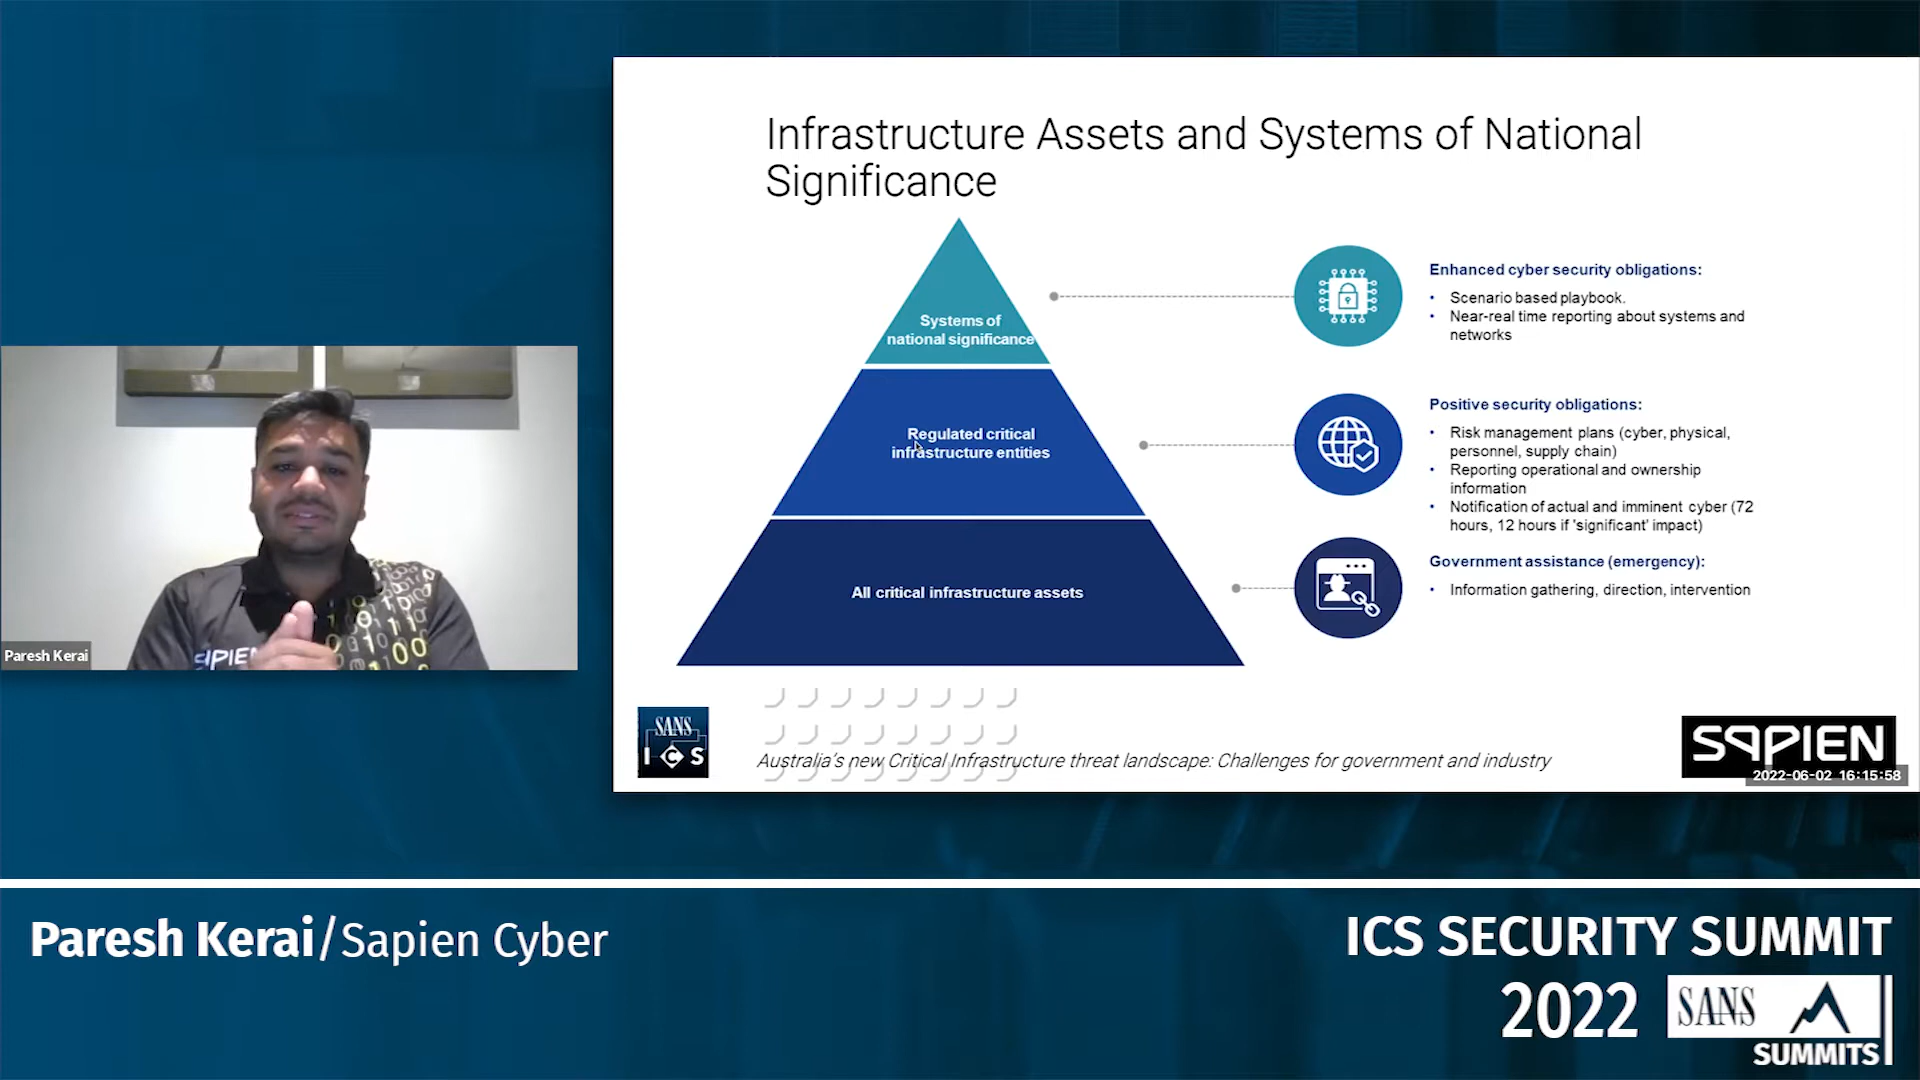 Infrastructure Assets and Systems of National
Significance
Systems of
national significance
Regulated critical
infrastructure entities
All critical infrastructure assets
Enhanced cyber security obligations:
• Scenario based playbook.
• Near-real time reporting about systems and
networks
Positive security obligations:
• Risk management plans (cyber, physical,
personnel, supply chain)
• Reporting operational and ownership
information
• Notification of actual and imminent cyber (72
hours, 12 hours if 'significant' impact)
Government assistance (emergency):
• Information gathering, direction, intervention
SANS
ICS
Australia's new Critical Infrastructure threat landscape: Challenges for government and industry
SAPIEN
2022-06-02 16:15:58
SAPIEN
Paresh Kerai
Paresh Kerai/Sapien Cyber
ICS SECURITY SUMMIT
2022
SANS
SUMMITS